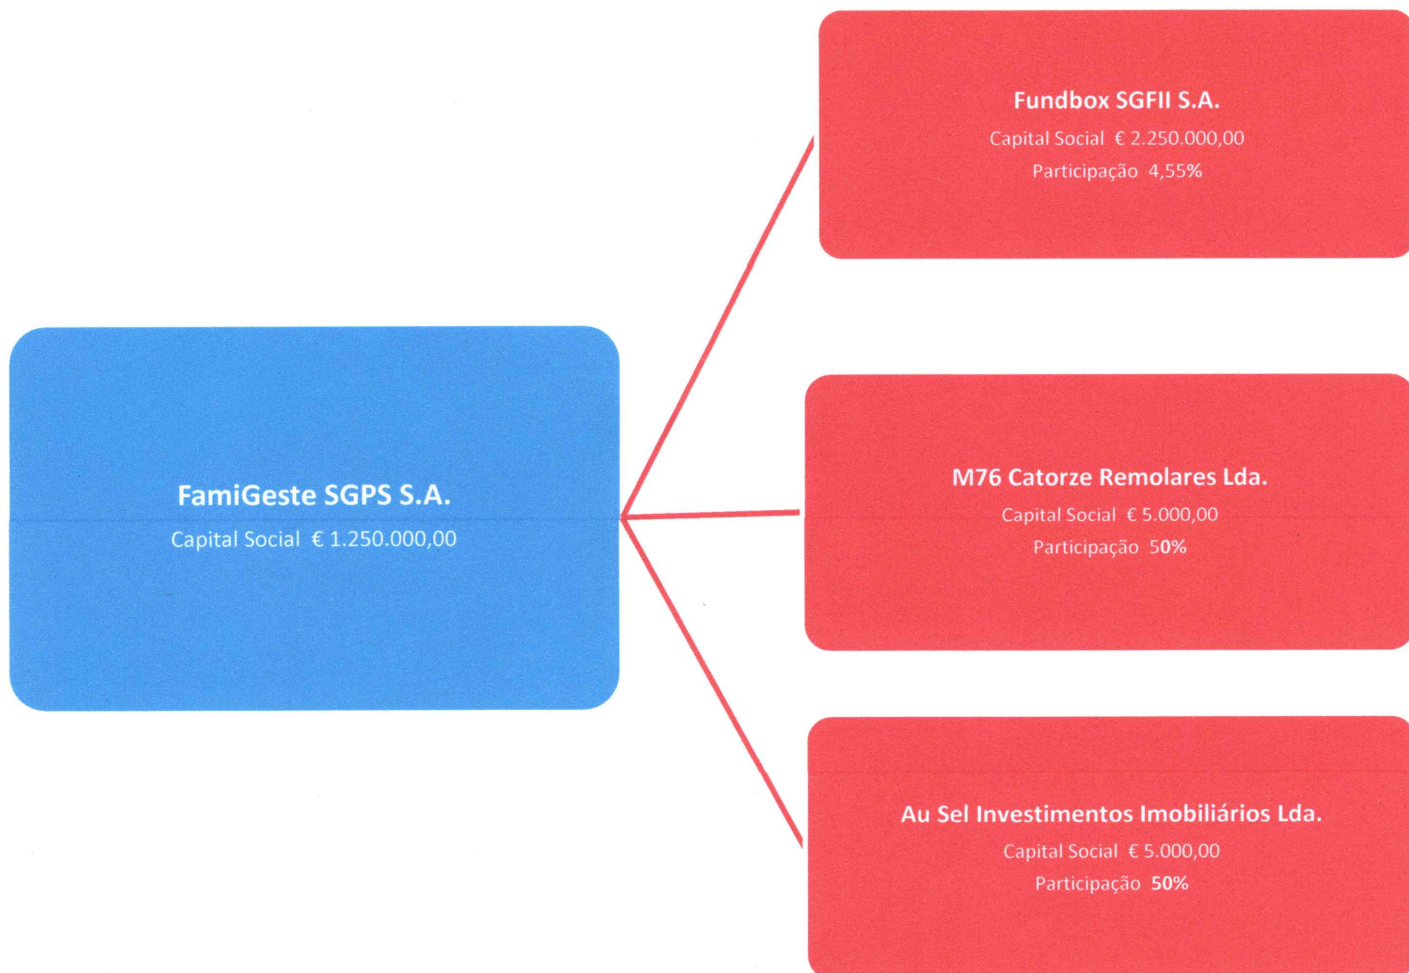 Fundbox SGFII S.A.
Capital Social € 2.250.000,00
Participação 4,55%
FamiGeste SGPS S.A.
Capital Social € 1.250.000,00
M76 Catorze Remolares Lda.
Capital Social € 5.000,00
Participação 50%
Au Sel Investimentos Imobiliários Lda.
Capital Social € 5.000,00
Participação 50%